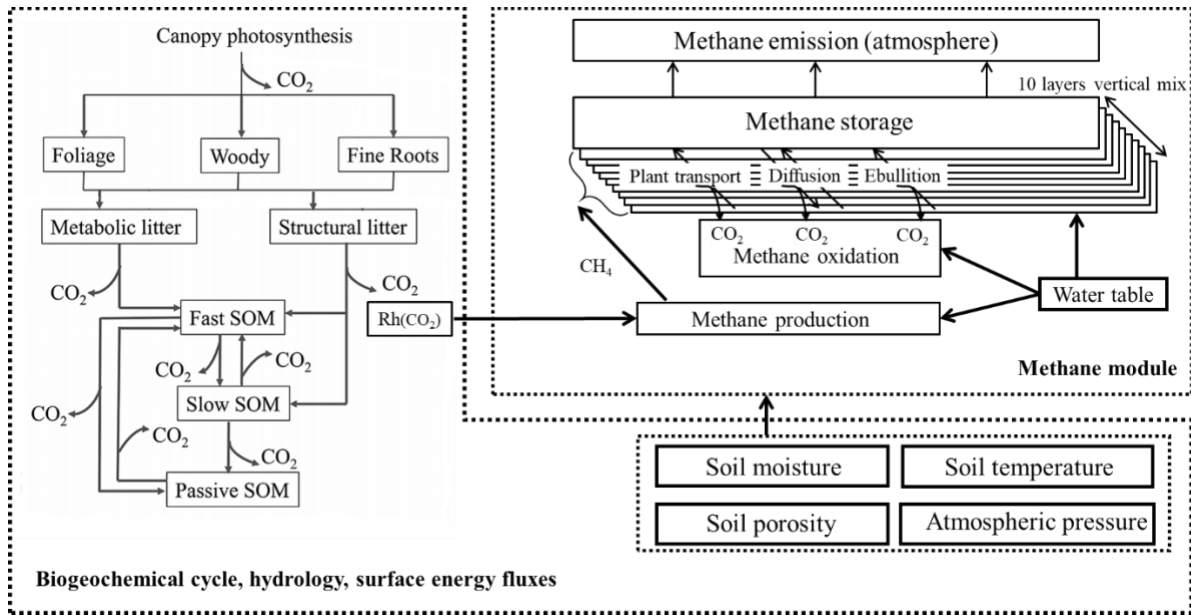 Canopy photosynthesis
CO₂
Foliage
Woody
Fine Roots
Metabolic litter
Structural litter
CO₂
CO₂
Fast SOM
CO₂
CO₂
CO₂
Slow SOM
CO₂
CO₂
Passive SOM
Rh(CO₂)
Biogeochemical cycle, hydrology, surface energy fluxes
Methane emission (atmosphere)
10 layers vertical mix
Methane storage
Plant transport
Diffusion
Ebullition
CO₂
CO₂
CO₂
Methane oxidation
CH₄
Water table
Methane production
Methane module
Soil moisture
Soil temperature
Soil porosity
Atmospheric pressure